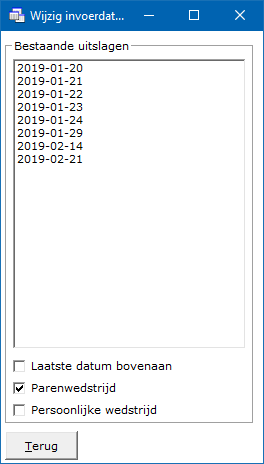 Wijzig invoerdat...
Bestaande uitslagen
2019-01-20
2019-01-21
2019-01-22
2019-01-23
2019-01-24
2019-01-29
2019-02-14
2019-02-21
Laatste datum bovenaan
Parenwedstrijd
Persoonlijke wedstrijd
Terug